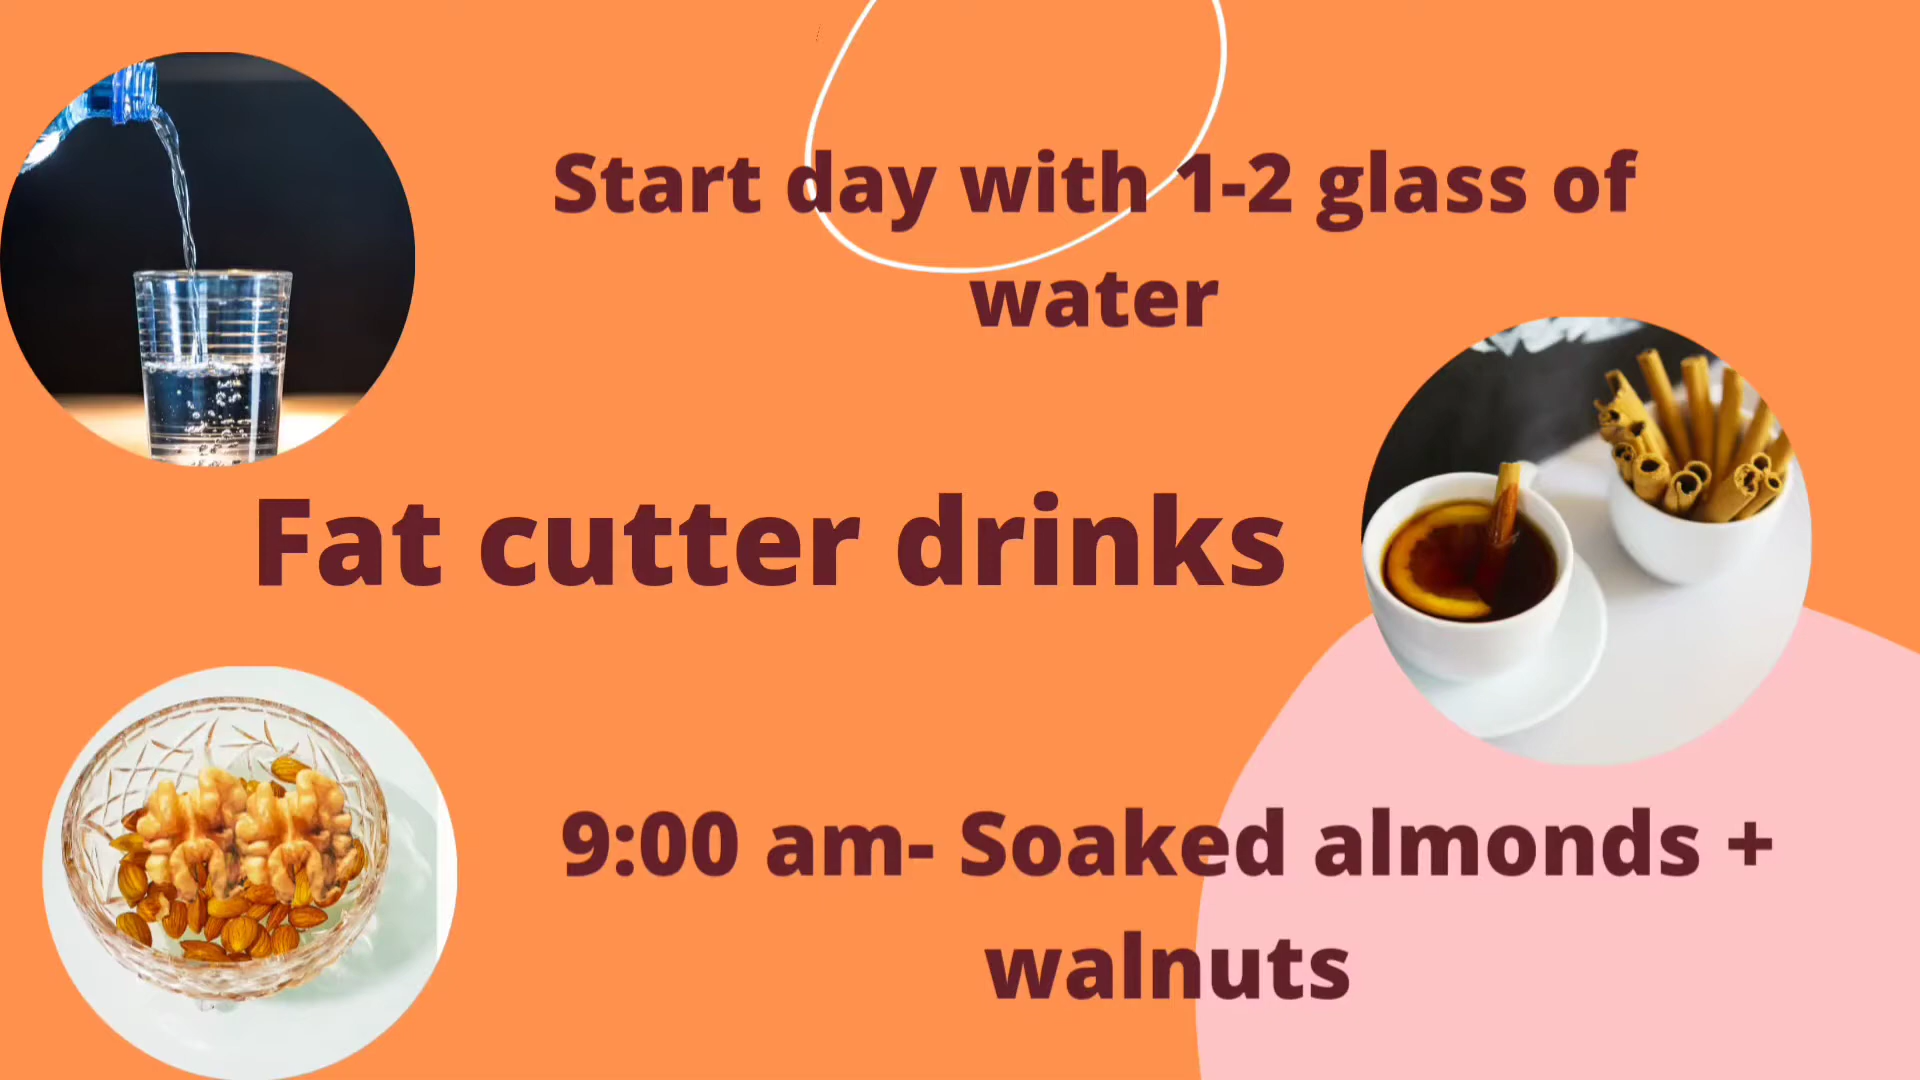 Start day with 1-2 glass of
water
Fat cutter drinks
9:00 am- Soaked almonds +
walnuts